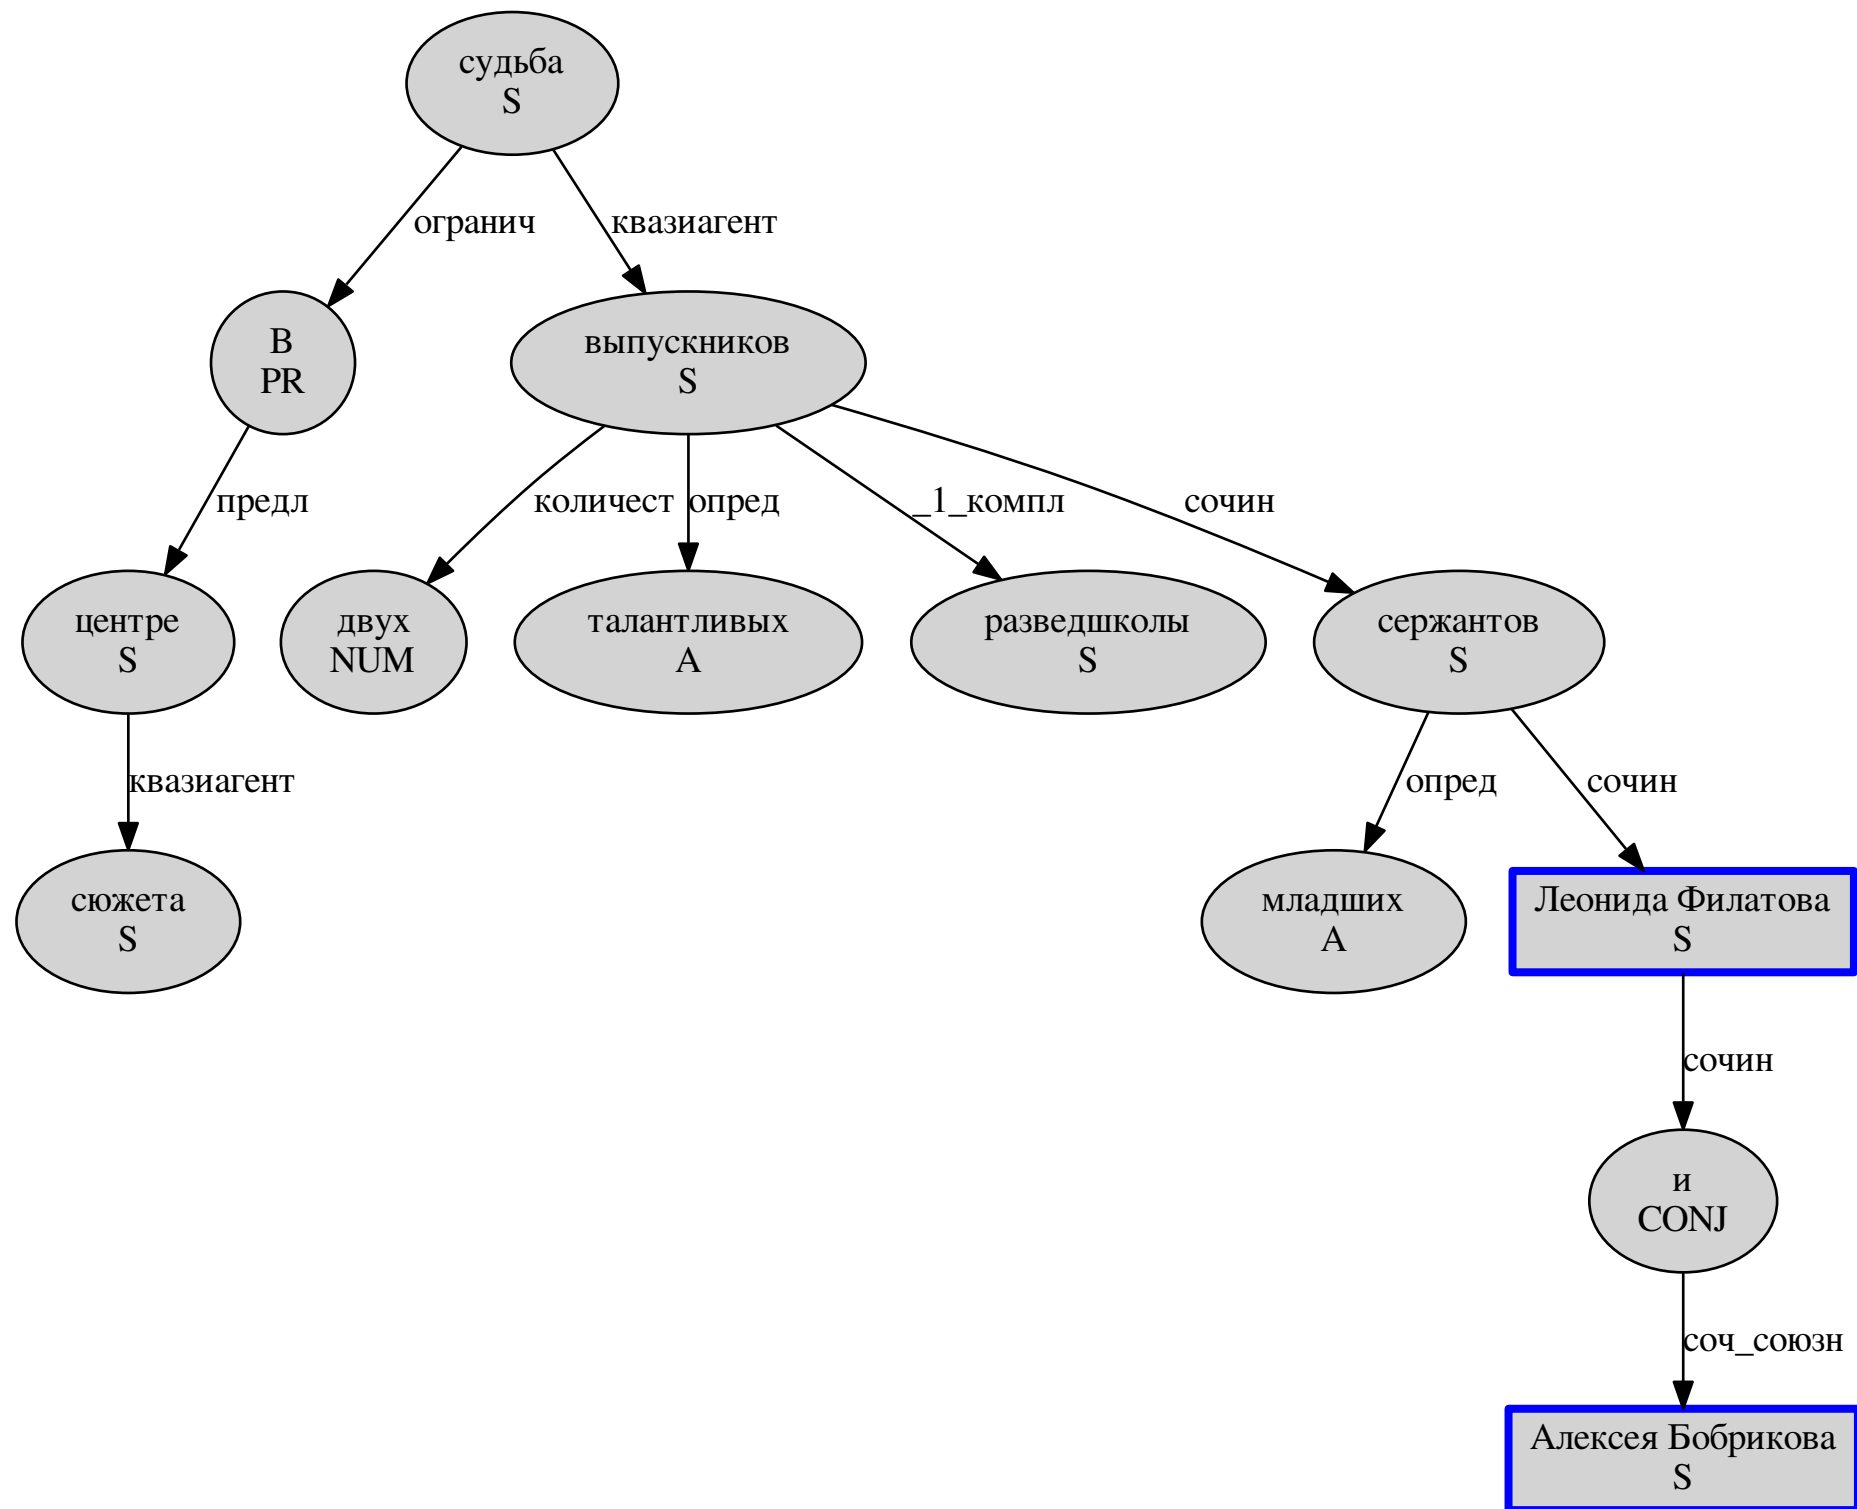 судьба
S
огранич
квазиагент
В
PR
выпускников
S
предл
количест
опред
_1_компл
сочин
центре
S
двух
NUM
талантливых
A
разведшколы
S
сержантов
S
квазиагент
опред
сочин
сюжета
S
младших
A
Леонида Филатова
S
сочин
и
CONJ
соч_союзн
Алексея Бобрикова
S